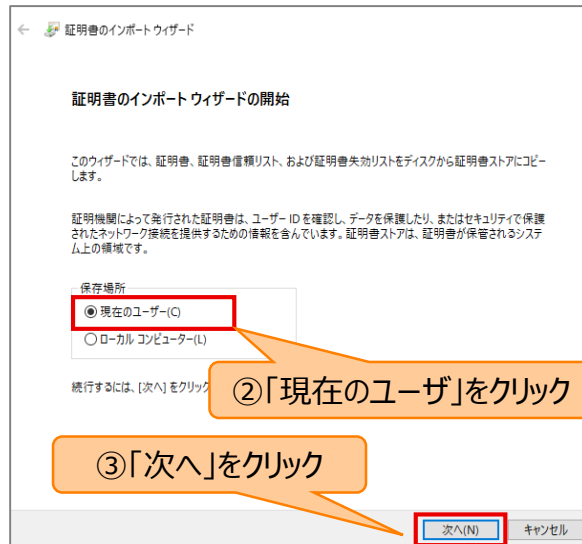 ← 証明書のインポート ウィザード
証明書のインポート ウィザードの開始
このウィザードでは、証明書、証明書信頼リスト、および証明書失効リストをディスクから証明書ストアにコピー
します。
証明機関によって発行された証明書は、ユーザー ID を確認し、データを保護したり、またはセキュリティで保護
されたネットワーク接続を提供するための情報を含んでいます。証明書ストアは、証明書が保管されるシステ
ム上の領域です。
保存場所
現在のユーザー(C)
ローカル コンピューター(L)
続行するには、[次へ] をクリック
②「現在のユーザ」をクリック
③「次へ」をクリック
次へ(N)
キャンセル